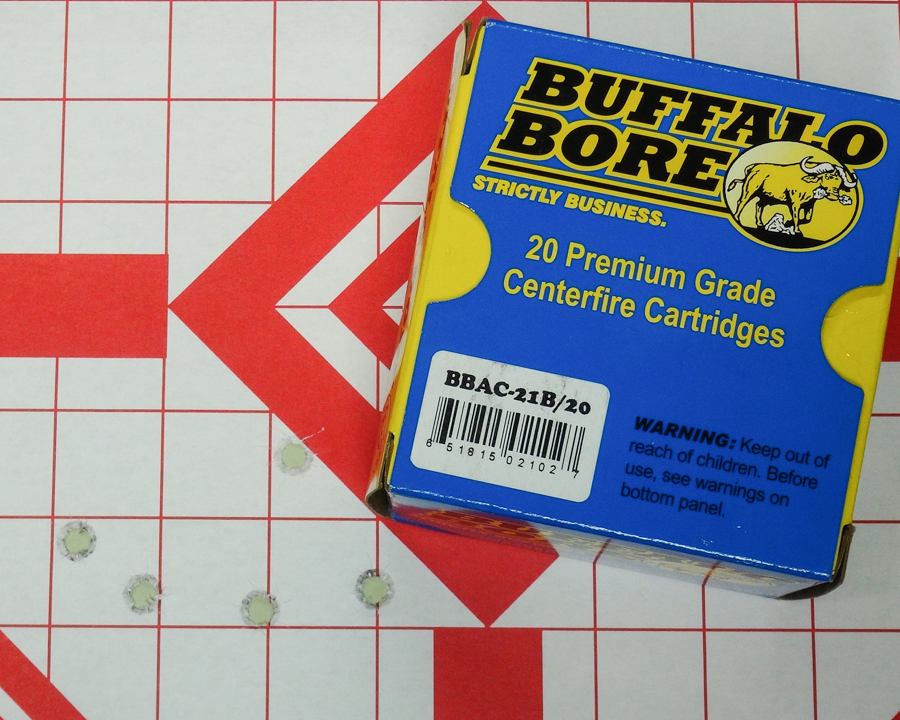 BUFFALO
BORE
STRICTLY BUSINESS.
20 Premium Grade
Centerfire Cartridges
BBAC-21B/20
6 51815 02102 7
WARNING: Keep out of
reach of children. Before
use, see warnings on
bottom panel.